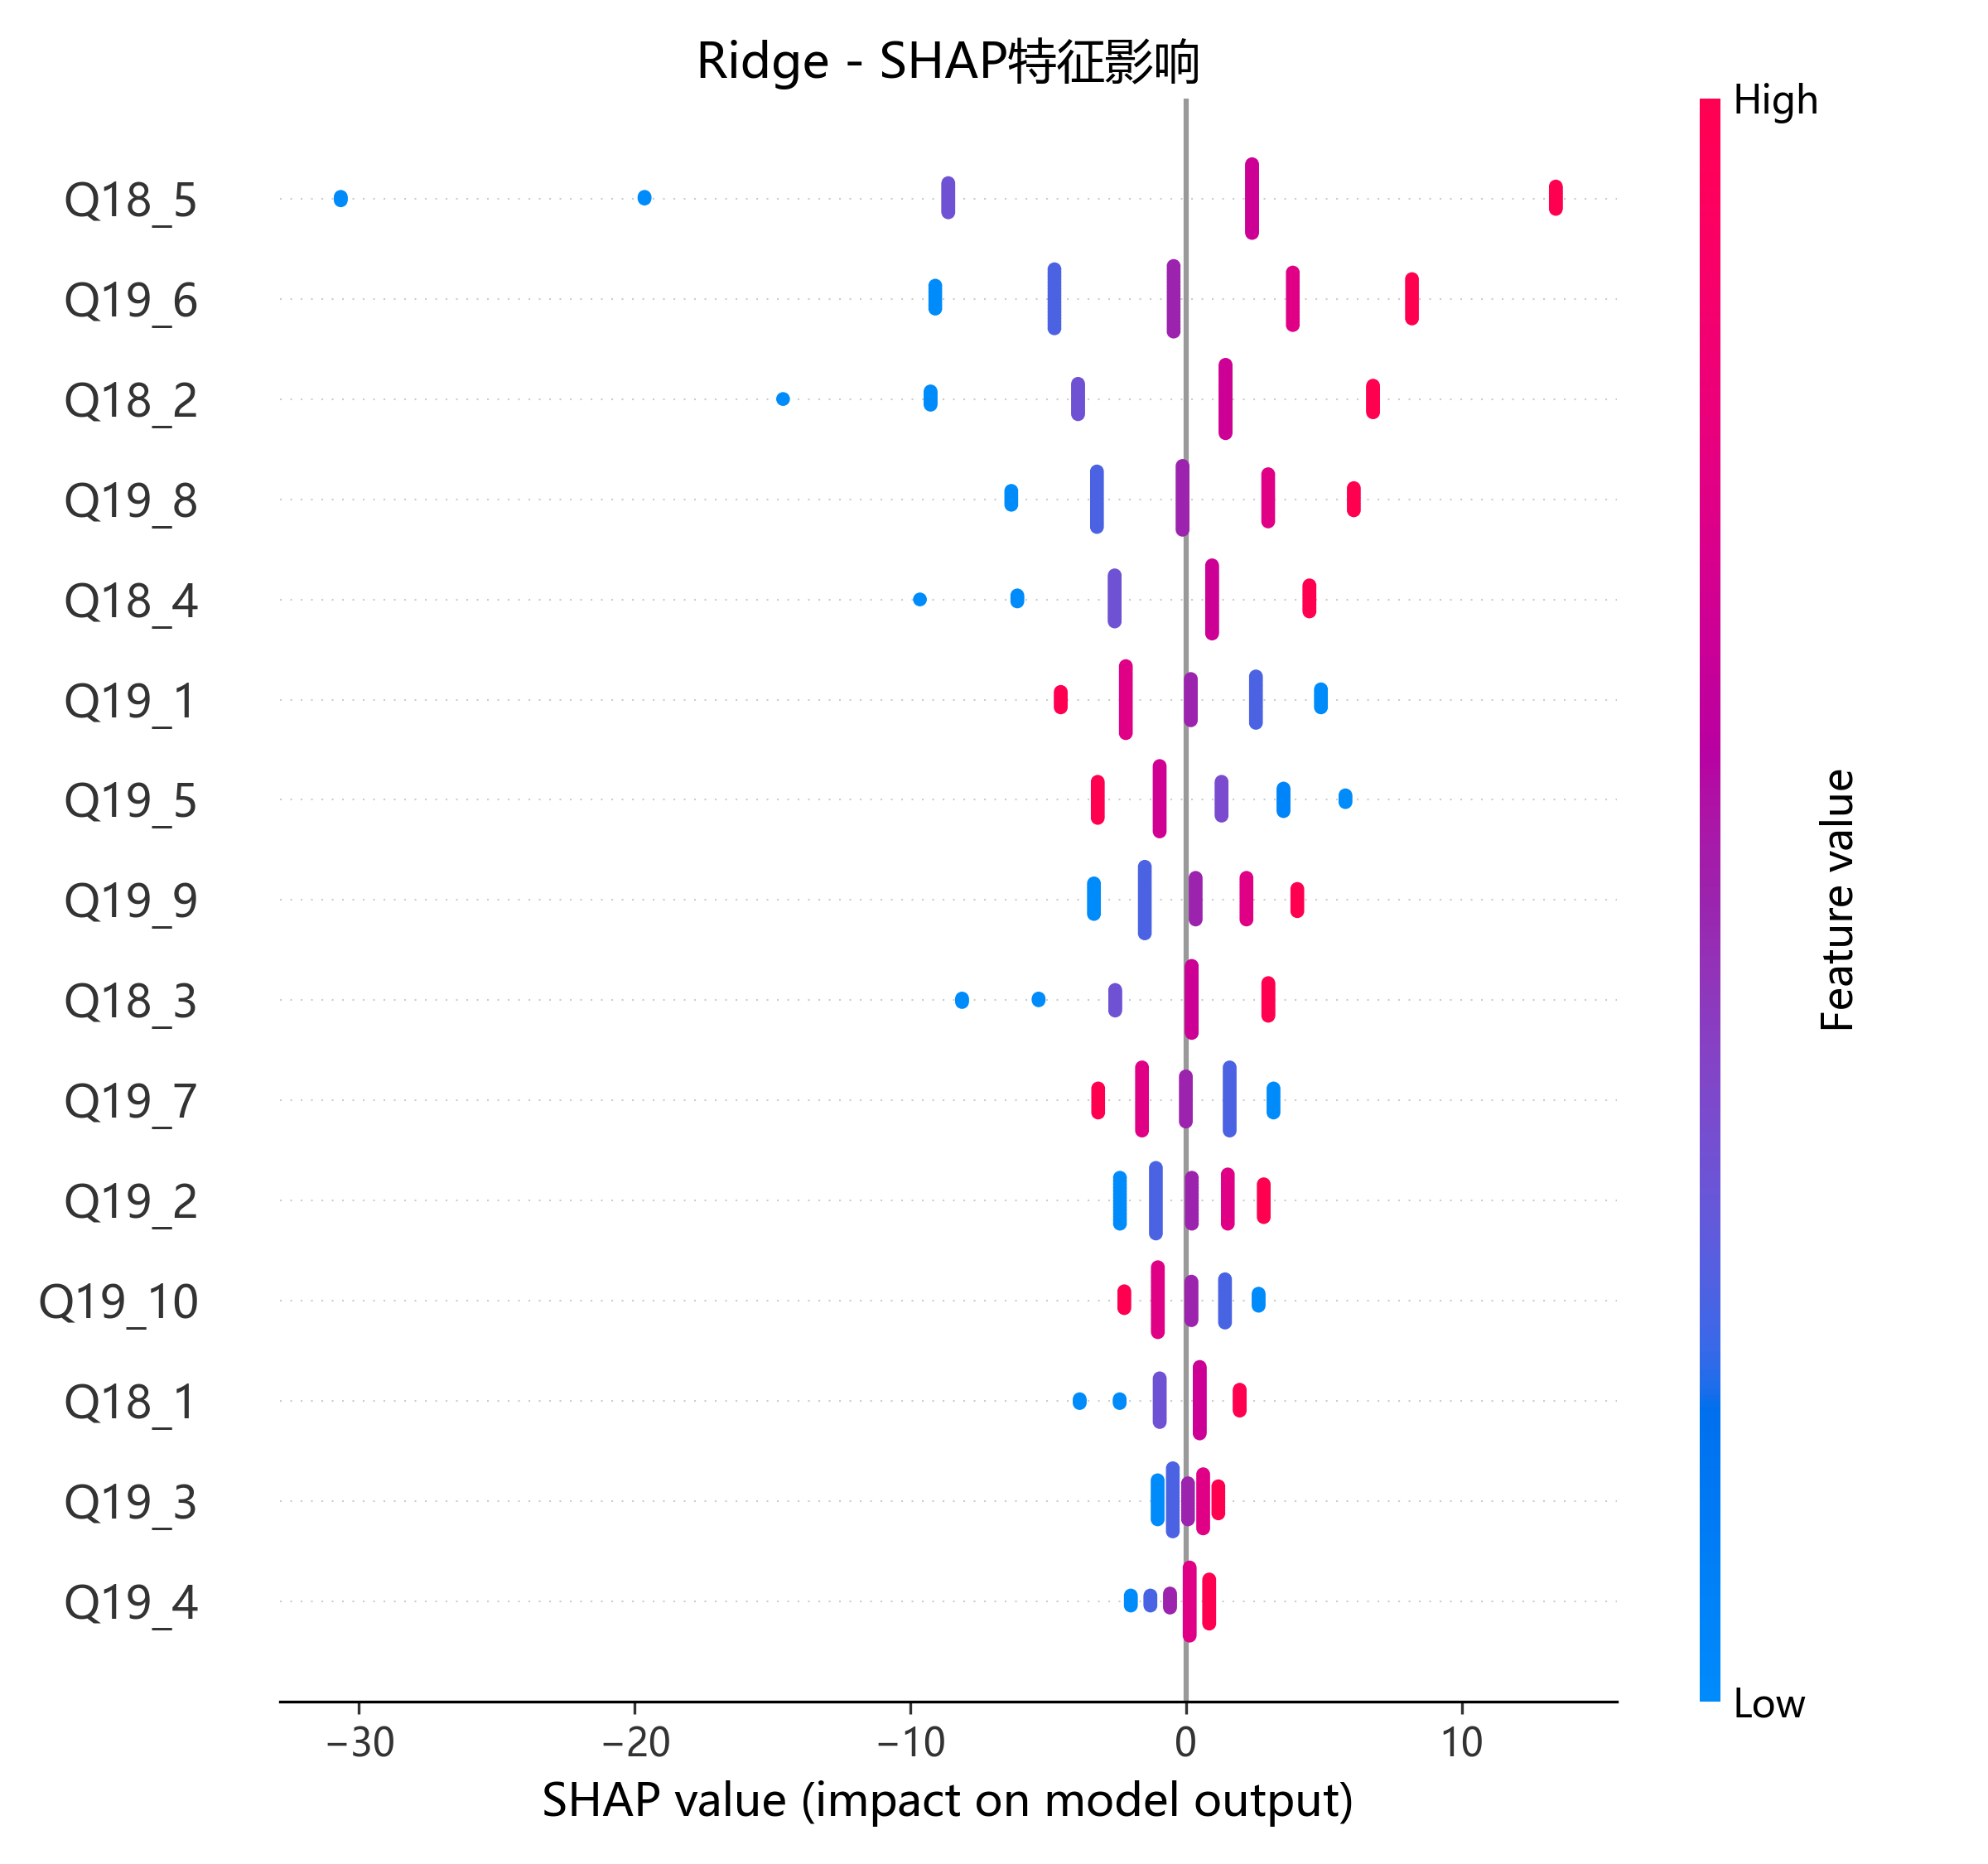 Ridge - SHAP特征影响
High
Q18_5
Q19_6
Q18_2
Q19_8
Q18_4
Q19_1
Q19_5
Q19_9
Q18_3
Q19_7
Q19_2
Q19_10
Q18_1
Q19_3
Q19_4
Feature value
Low
−30 −20 −10 0 10
SHAP value (impact on model output)